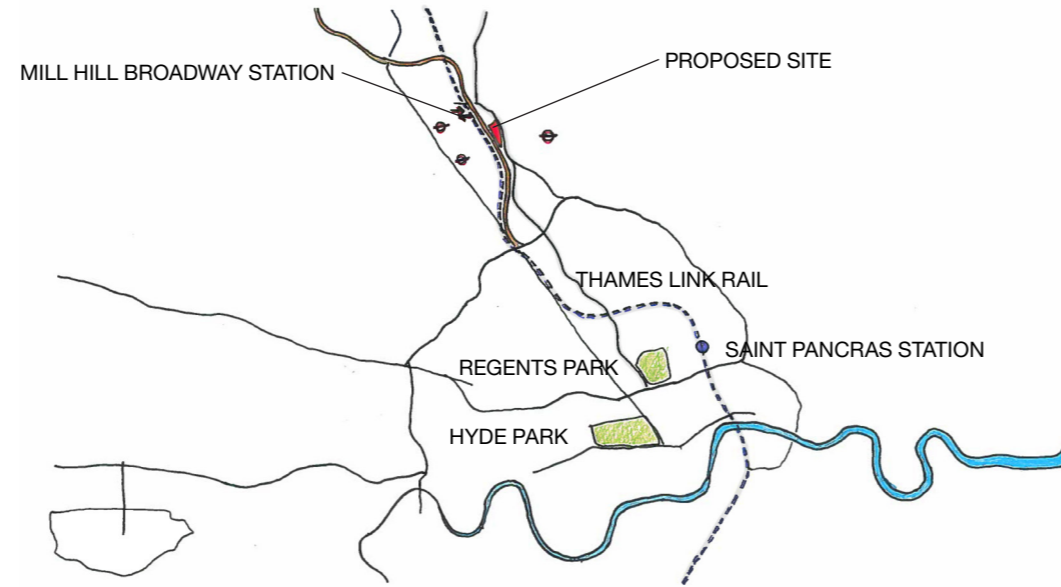 PROPOSED SITE
MILL HILL BROADWAY STATION
THAMES LINK RAIL
SAINT PANCRAS STATION
REGENTS PARK
HYDE PARK